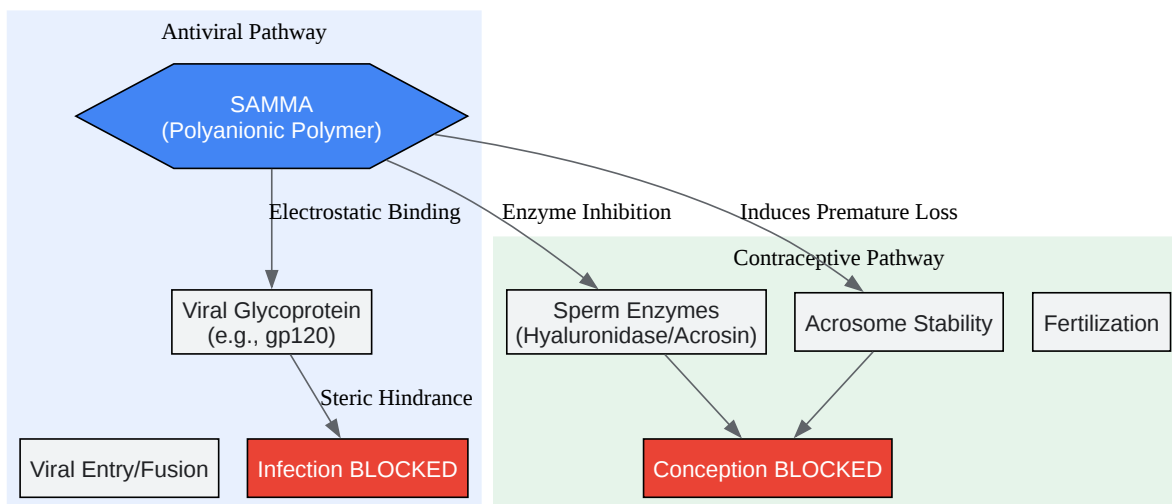 Antiviral Pathway
SAMMA
(Polyanionic Polymer)
Electrostatic Binding
Enzyme Inhibition
Induces Premature Loss
Contraceptive Pathway
Viral Glycoprotein
(e.g., gp120)
Sperm Enzymes
(Hyaluronidase/Acrosin)
Acrosome Stability
Fertilization
Steric Hindrance
Viral Entry/Fusion
Infection BLOCKED
Conception BLOCKED